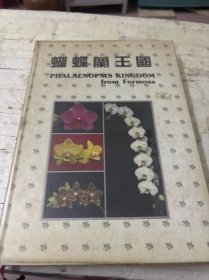 蝴蝶蘭王國
PHALAENOPSIS KINGDOM
from Formosa